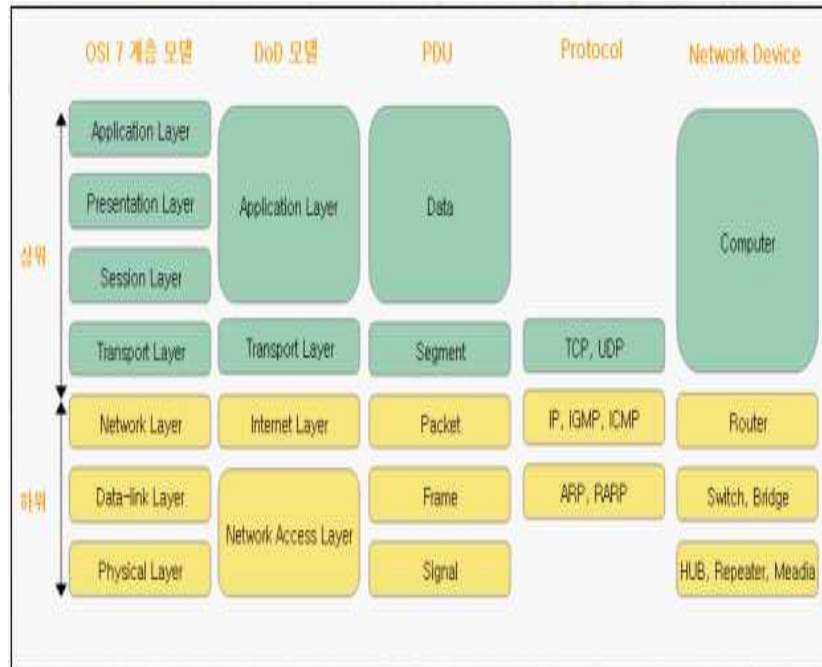 OSI 7 계층 모델 DoD 모델 PDU Protocol Network Device
상위
Application Layer
Presentation Layer
Session Layer
Application Layer
Data
Computer
Transport Layer Transport Layer Segment TCP, UDP
하위
Network Layer Internet Layer Packet IP, IGMP, ICMP Router
Data-link Layer Frame ARP, RARP Switch, Bridge
Network Access Layer
Physical Layer Signal HUB, Repeater, Meadia